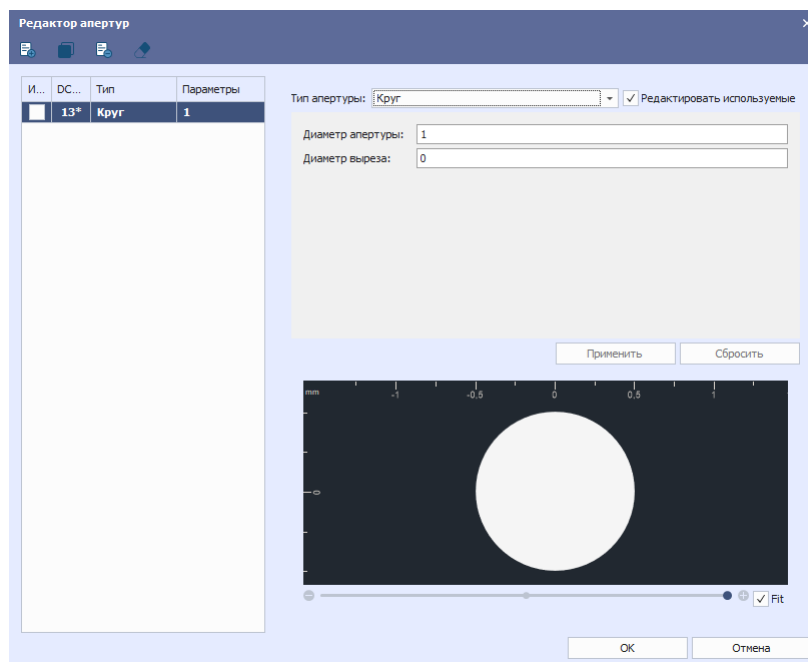 Редактор апертур
И... DC... Тип Параметры
13* Круг 1
Тип апертуры: Круг Редактировать используемые
Диаметр апертуры: 1
Диаметр выреза: 0
Применить Сбросить
mm -1 -0,5 0 0,5 1
0
Fit
OK Отмена